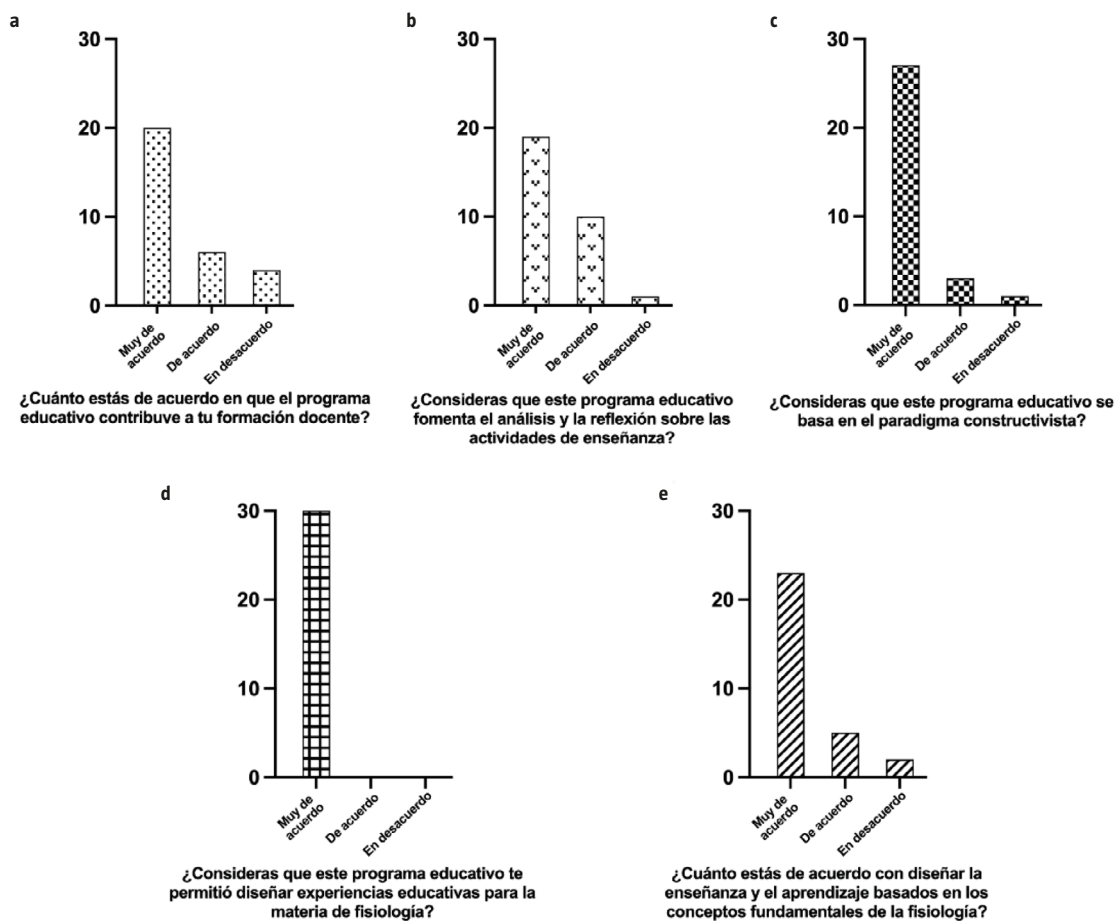 a
30
20
10
0
Muy de
acuerdo
De acuerdo
En desacuerdo
¿Cuánto estás de acuerdo en que el programa
educativo contribuve a tu formación docente?
b
30
20
10
0
Muy de
acuerdo
De acuerdo
En desacuerdo
¿Consideras que este programa educativo
fomenta el análisis y la reflexión sobre las
actividades de enseñanza?
c
30
20
10
0
Muy de
acuerdo
De acuerdo
En desacuerdo
¿Consideras que este programa educativo se
basa en el paradigma constructivista?
d
30
20
10
0
Muy de
acuerdo
De acuerdo
En desacuerdo
¿Consideras que este programa educativo te
permitió diseñar experiencias educativas para la
materia de fisiología?
e
30
20
10
0
Muy de
acuerdo
De acuerdo
En desacuerdo
¿Cuánto estás de acuerdo con diseñar la
enseñanza y el aprendizaje basados en los
conceptos fundamentales de la fisiología?